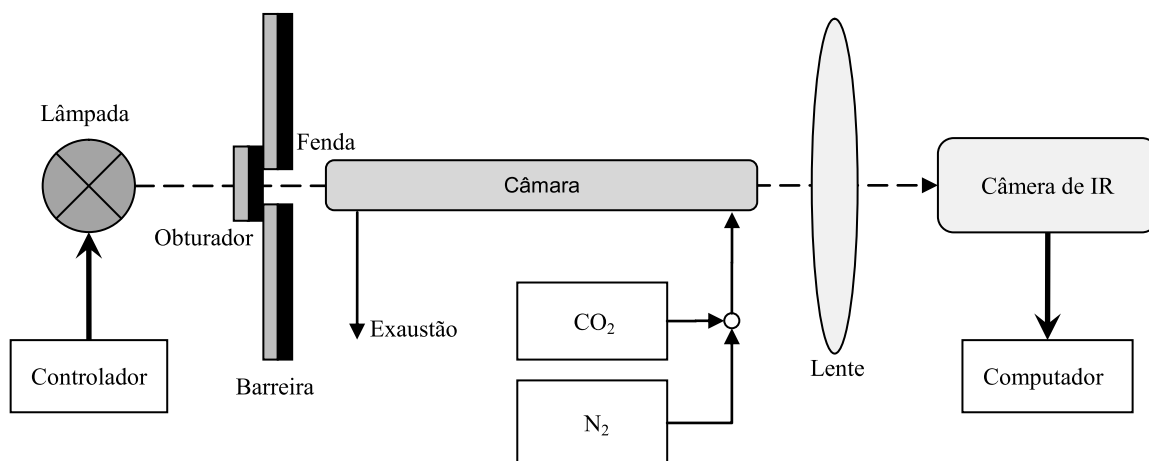 Lâmpada
Fenda
Câmara
Câmera de IR
Obturador
CO₂
Exaustão
Controlador
Barreira
Lente
Computador
N₂